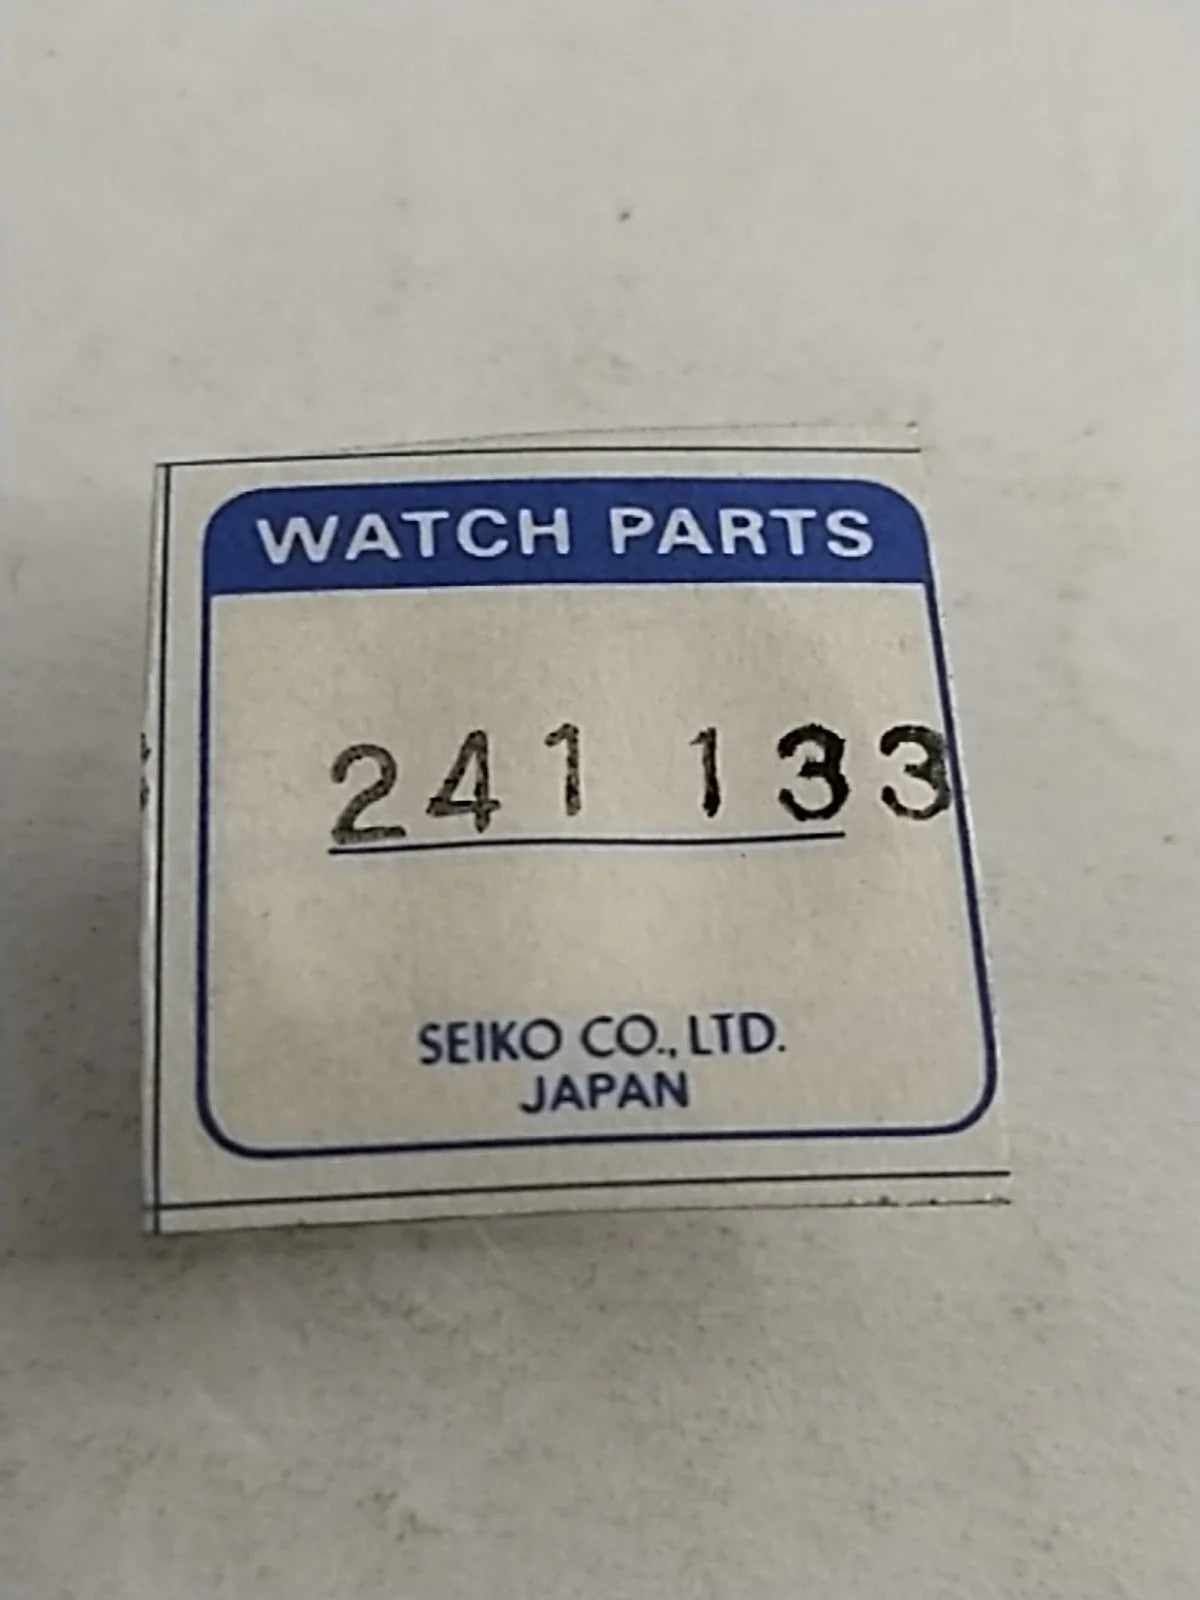 WATCH PARTS
241 133
SEIKO CO., LTD.
JAPAN